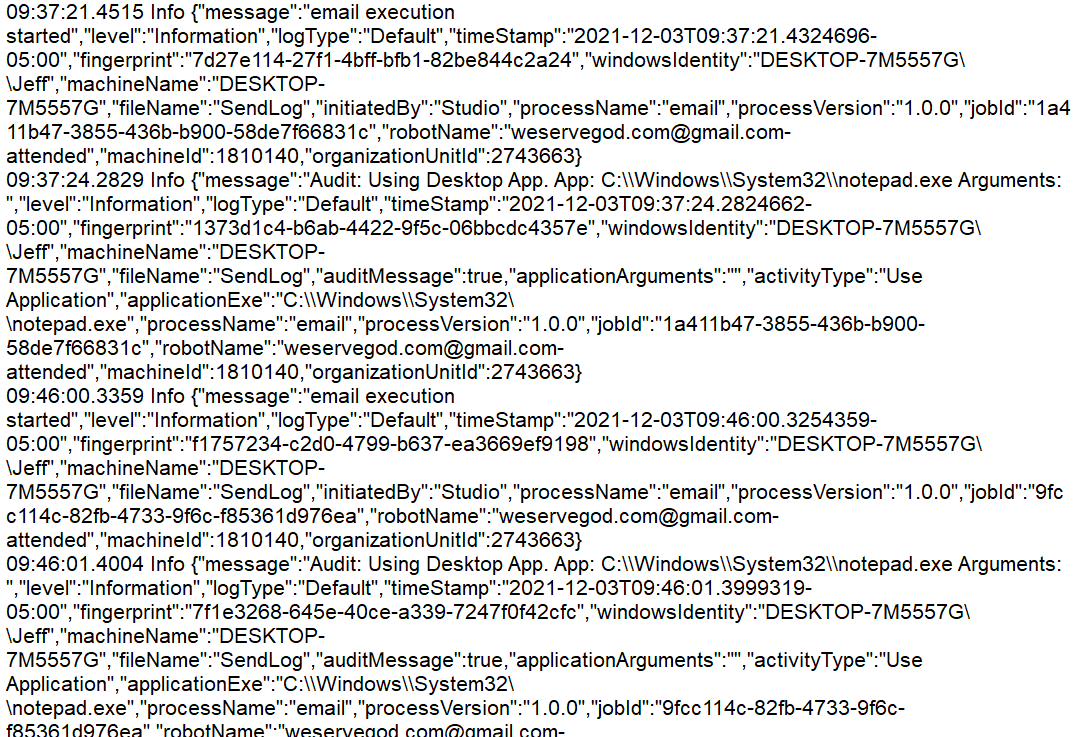 09:37:21.4515 Info {"message":"email execution
started","level":"Information","logType":"Default","timeStamp":"2021-12-03T09:37:21.4324696-
05:00","fingerprint":"7d27e114-27f1-4bff-bfb1-82be844c2a24","windowsIdentity":"DESKTOP-7M5557G\
\Jeff","machineName":"DESKTOP-
7M5557G","fileName":"SendLog","initiatedBy":"Studio","processName":"email","processVersion":"1.0.0","jobId":"1a4
11b47-3855-436b-b900-58de7f66831c","robotName":"weservegod.com@gmail.com-
attended","machineId":1810140,"organizationUnitId":2743663}
09:37:24.2829 Info {"message":"Audit: Using Desktop App. App: C:\\Windows\\System32\\notepad.exe Arguments:
","level":"Information","logType":"Default","timeStamp":"2021-12-03T09:37:24.2824662-
05:00","fingerprint":"1373d1c4-b6ab-4422-9f5c-06bbcdc4357e","windowsIdentity":"DESKTOP-7M5557G\
\Jeff","machineName":"DESKTOP-
7M5557G","fileName":"SendLog","auditMessage":true,"applicationArguments":"","activityType":"Use
Application","applicationExe":"C:\\Windows\\System32\
\notepad.exe","processName":"email","processVersion":"1.0.0","jobId":"1a411b47-3855-436b-b900-
58de7f66831c","robotName":"weservegod.com@gmail.com-
attended","machineId":1810140,"organizationUnitId":2743663}
09:46:00.3359 Info {"message":"email execution
started","level":"Information","logType":"Default","timeStamp":"2021-12-03T09:46:00.3254359-
05:00","fingerprint":"f1757234-c2d0-4799-b637-ea3669ef9198","windowsIdentity":"DESKTOP-7M5557G\
\Jeff","machineName":"DESKTOP-
7M5557G","fileName":"SendLog","initiatedBy":"Studio","processName":"email","processVersion":"1.0.0","jobId":"9fc
c114c-82fb-4733-9f6c-f85361d976ea","robotName":"weservegod.com@gmail.com-
attended","machineId":1810140,"organizationUnitId":2743663}
09:46:01.4004 Info {"message":"Audit: Using Desktop App. App: C:\\Windows\\System32\\notepad.exe Arguments:
","level":"Information","logType":"Default","timeStamp":"2021-12-03T09:46:01.3999319-
05:00","fingerprint":"7f1e3268-645e-40ce-a339-7247f0f42cfc","windowsIdentity":"DESKTOP-7M5557G\
\Jeff","machineName":"DESKTOP-
7M5557G","fileName":"SendLog","auditMessage":true,"applicationArguments":"","activityType":"Use
Application","applicationExe":"C:\\Windows\\System32\
\notepad.exe","processName":"email","processVersion":"1.0.0","jobId":"9fcc114c-82fb-4733-9f6c-
f85361d976ea","robotName":"weservegod.com@gmail.com-